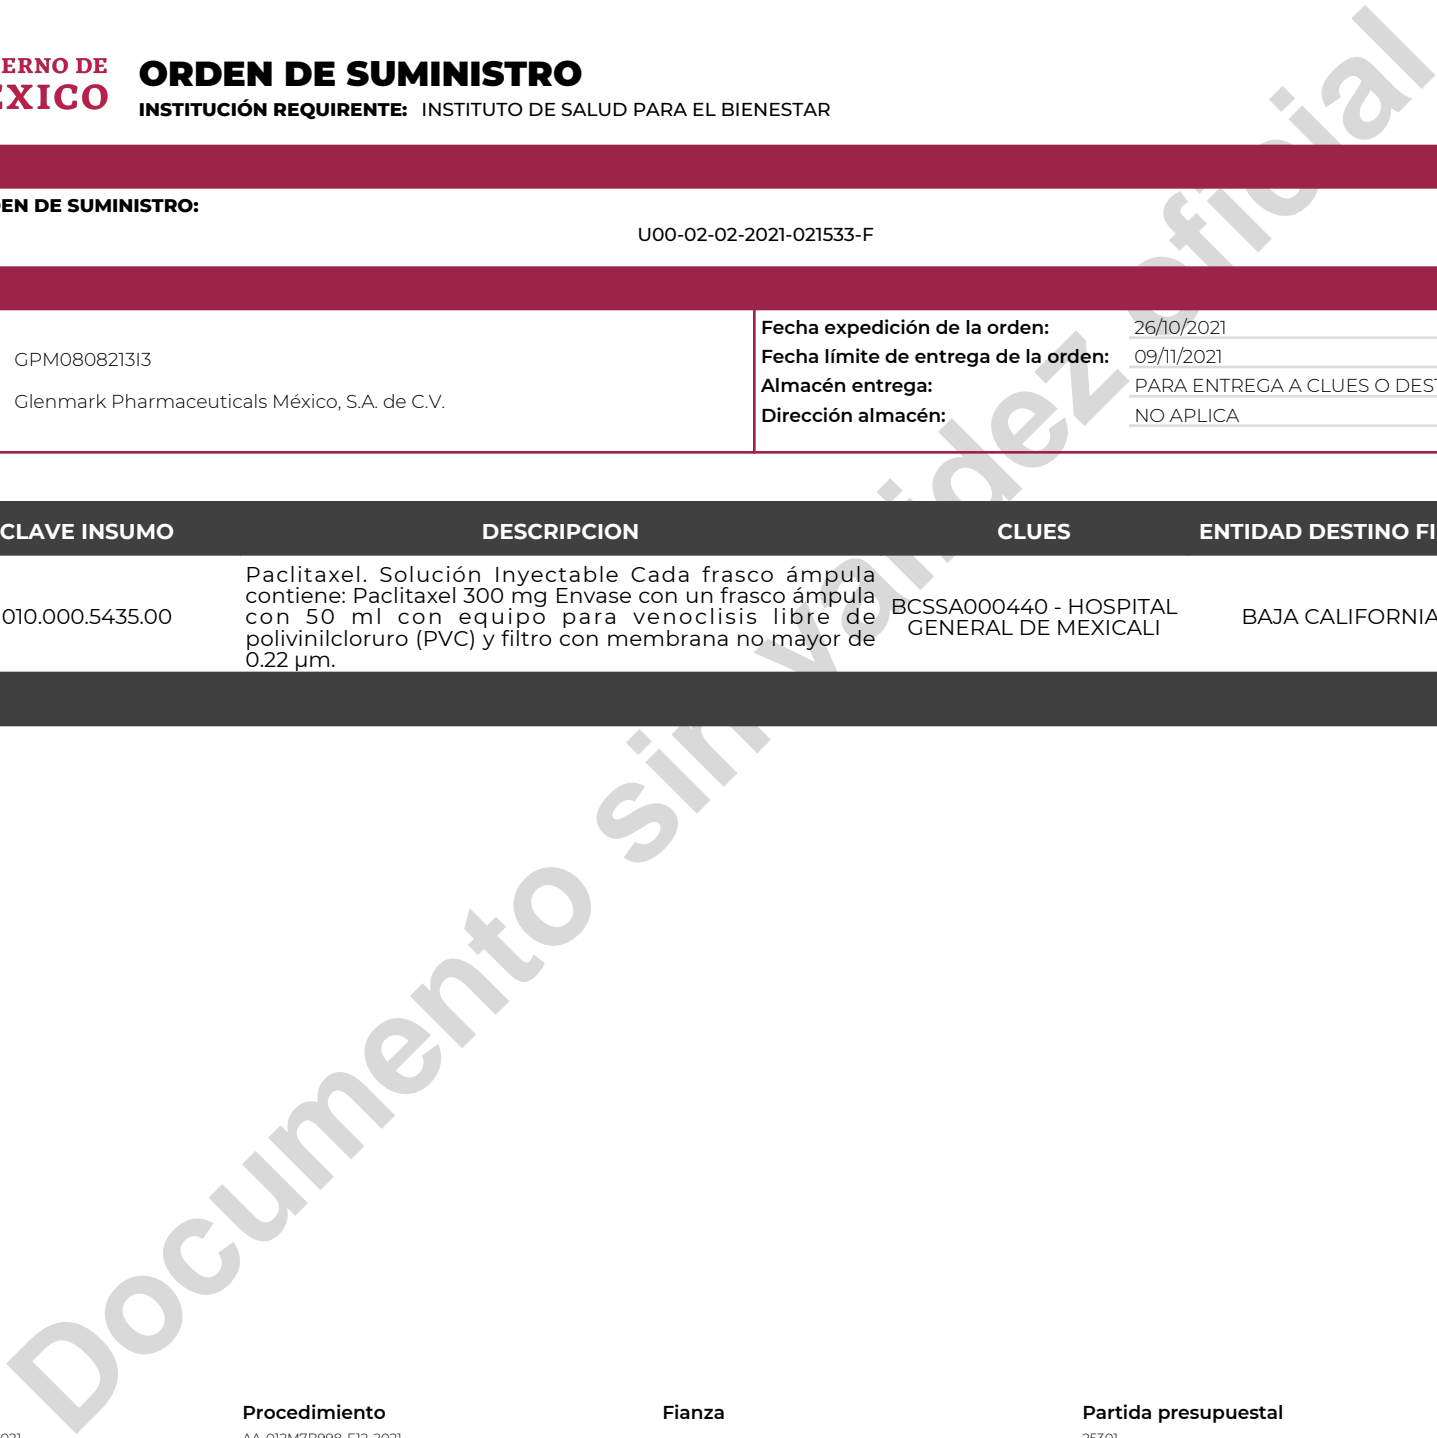 ERNO DE
ORDEN DE SUMINISTRO
INSTITUCIÓN REQUIRENTE: INSTITUTO DE SALUD PARA EL BIENESTAR
EN DE SUMINISTRO:
U00-02-02-2021-021533-F
GPM0808213I3
Glenmark Pharmaceuticals México, S.A. de C.V.
Fecha expedición de la orden: 26/10/2021
Fecha límite de entrega de la orden: 09/11/2021
Almacén entrega: PARA ENTREGA A CLUES O DEST
Dirección almacén: NO APLICA
CLAVE INSUMO DESCRIPCION CLUES ENTIDAD DESTINO FI
010.000.5435.00
Paclitaxel. Solución Inyectable Cada frasco ámpula
contiene: Paclitaxel 300 mg Envase con un frasco ámpula
con 50 ml con equipo para venoclisis libre de
polivinilcloruro (PVC) y filtro con membrana no mayor de
0.22 µm.
BCSSA000440 - HOSPITAL
GENERAL DE MEXICALI
BAJA CALIFORNIA
Documento sin validez oficial
Procedimiento Fianza Partida presupuestal